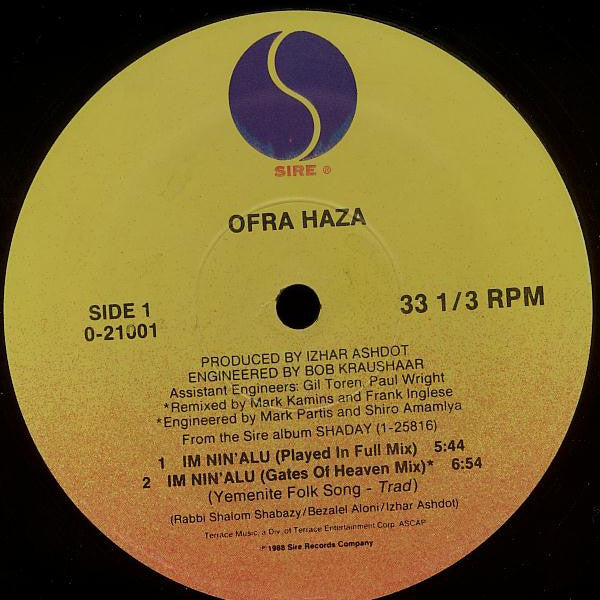 SIRE ®
OFRA HAZA
SIDE 1
0-21001
33 1/3 RPM
PRODUCED BY IZHAR ASHDOT
ENGINEERED BY BOB KRAUSHAAR
Assistant Engineers: Gil Toren, Paul Wright
*Remixed by Mark Kamins and Frank Inglese
*Engineered by Mark Partis and Shiro Amamlya
From the Sire album SHADAY (1-25816)
1 IM NIN'ALU (Played In Full Mix) 5:44
2 IM NIN'ALU (Gates Of Heaven Mix)* 6:54
(Yemenite Folk Song - Trad)
(Rabbi Shalom Shabazy/Bezalel Aloni/Izhar Ashdot)
Terrace Music, a Div. of Terrace Entertainment Corp. ASCAP
℗ 1988 Sire Records Company